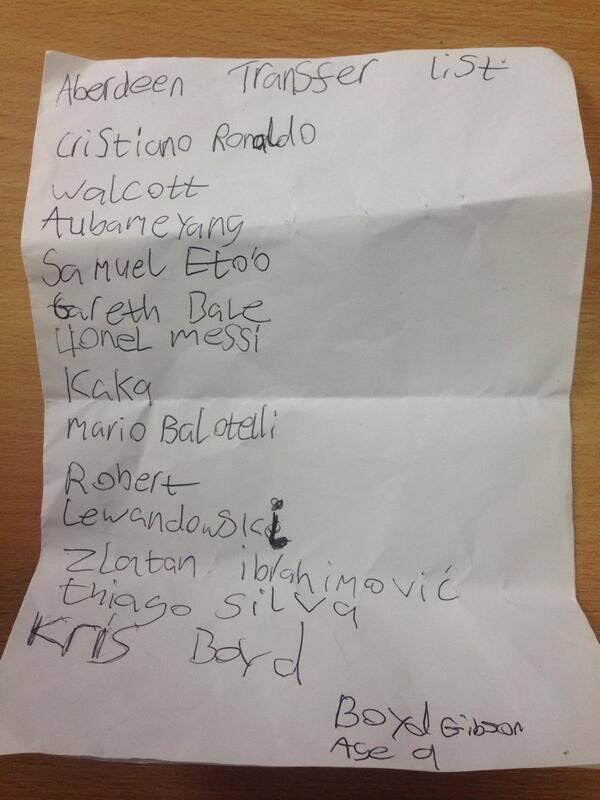 Aberdeen Transfer List
Cristiano Ronaldo
Walcott
Aubameyang
Samuel Eto'o
Gareth Bale
Lionel messi
Kaka
Mario Balotelli
Robert
Lewandowski
Zlatan ibrahimović
thiago silva
Kris Boyd
Boyd Gibson
Age 9